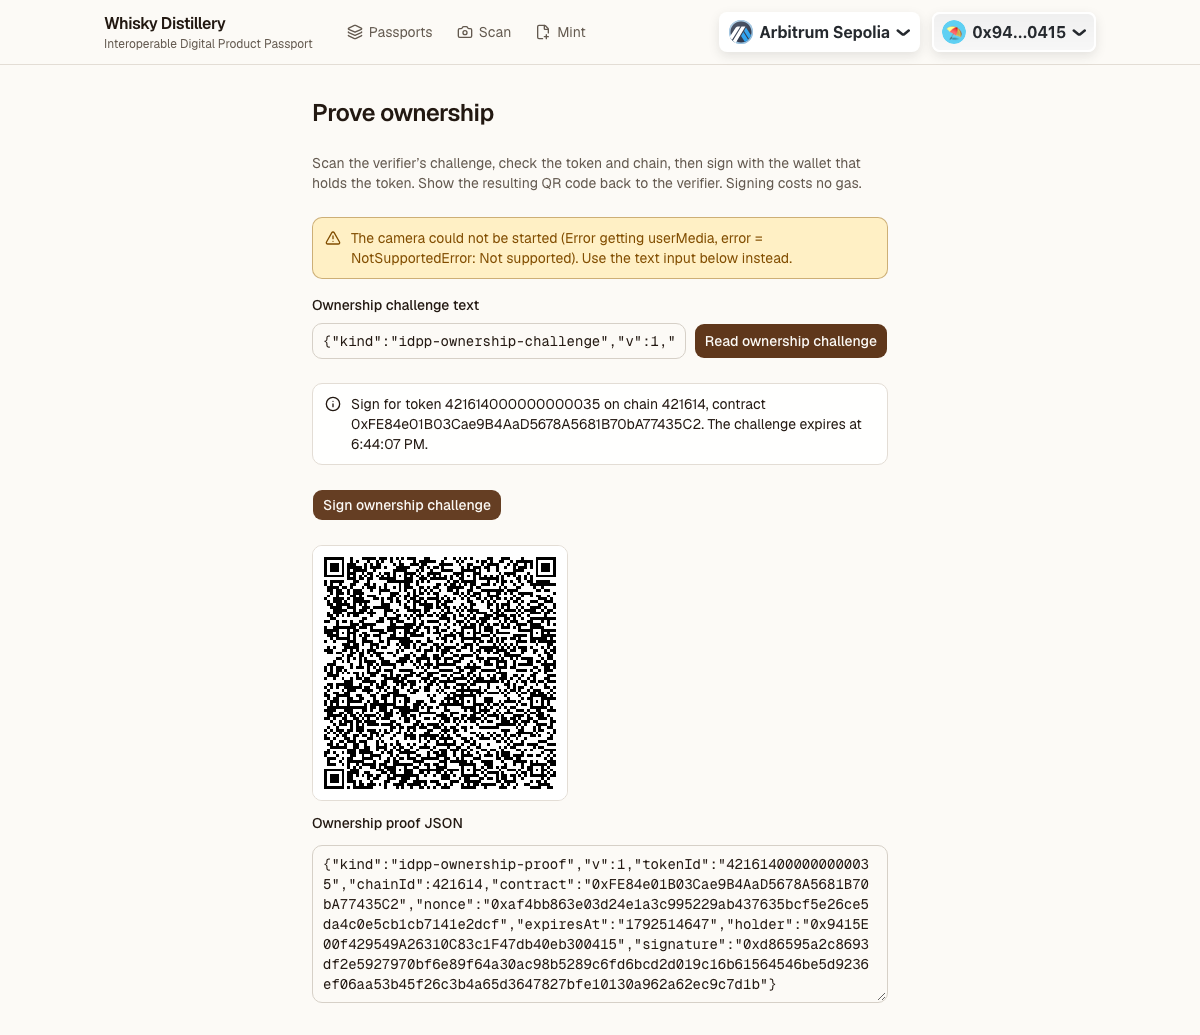 Whisky Distillery
Interoperable Digital Product Passport
Passports
Scan
Mint
Arbitrum Sepolia
0x94...0415
Prove ownership
Scan the verifier's challenge, check the token and chain, then sign with the wallet that
holds the token. Show the resulting QR code back to the verifier. Signing costs no gas.
The camera could not be started (Error getting userMedia, error =
NotSupportedError: Not supported). Use the text input below instead.
Ownership challenge text
{"kind":"idpp-ownership-challenge","v":1,"
Read ownership challenge
Sign for token 421614000000000035 on chain 421614, contract
0xFE84e01B03Cae9B4AaD5678A5681B70bA77435C2. The challenge expires at
6:44:07 PM.
Sign ownership challenge
Ownership proof JSON
{"kind":"idpp-ownership-proof","v":1,"tokenId":"42161400000000003
5","chainId":421614,"contract":"0xFE84e01B03Cae9B4AaD5678A5681B70
bA77435C2","nonce":"0xaf4bb863e03d24e1a3c995229ab437635bcf5e26ce5
da4c0e5cb1cb7141e2dcf","expiresAt":"1792514647","holder":"0x9415E
00f429549A26310C83c1F47db40eb300415","signature":"0xd86595a2c8693
df2e5927970bf6e89f64a30ac98b5289c6fd6bcd2d019c16b61564546be5d9236
ef06aa53b45f26c3b4a65d3647827bfe10130a962a62ec9c7d1b"}